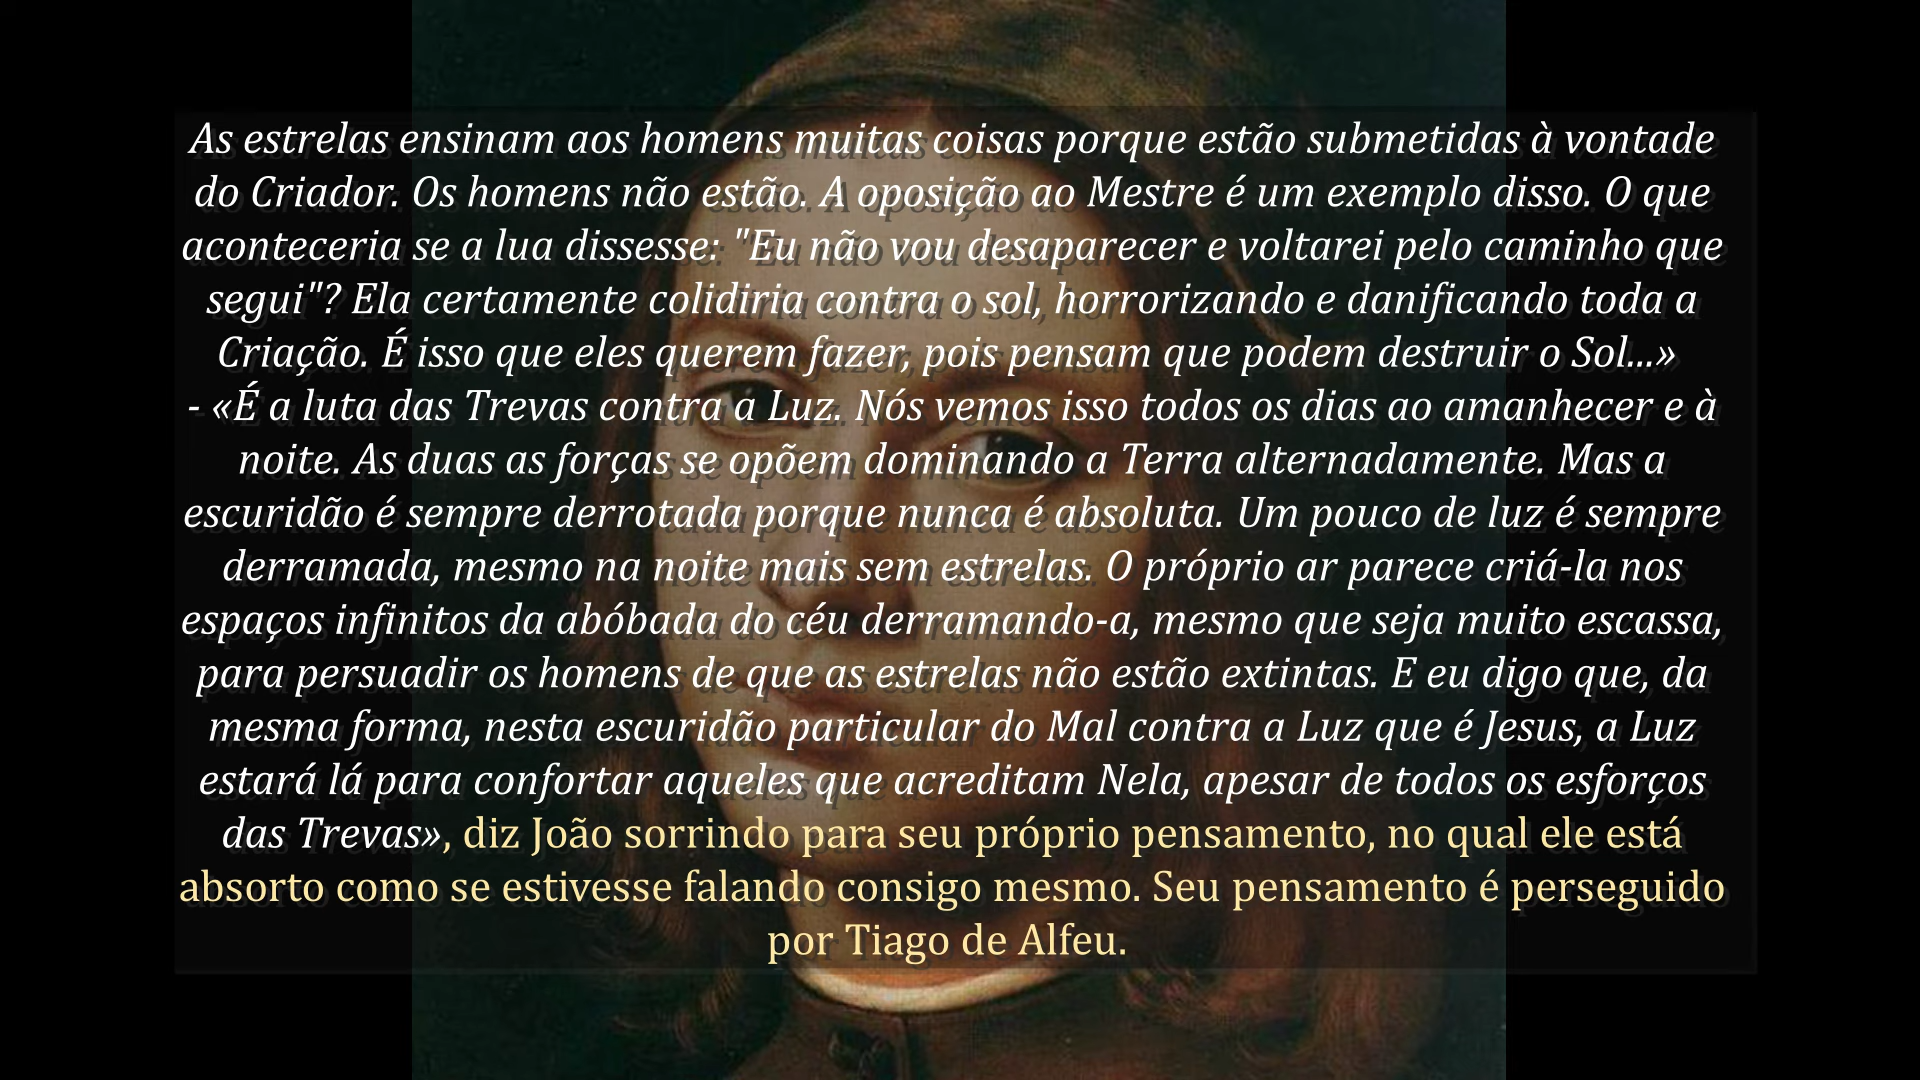 As estrelas ensinam aos homens muitas coisas porque estão submetidas à vontade
do Criador. Os homens não estão. A oposição ao Mestre é um exemplo disso. O que
aconteceria se a lua dissesse: "Eu não vou desaparecer e voltarei pelo caminho que
segui"? Ela certamente colidiria contra o sol, horrorizando e danificando toda a
Criação. É isso que eles querem fazer, pois pensam que podem destruir o Sol...»
- «É a luta das Trevas contra a Luz. Nós vemos isso todos os dias ao amanhecer e à
noite. As duas as forças se opõem dominando a Terra alternadamente. Mas a
escuridão é sempre derrotada porque nunca é absoluta. Um pouco de luz é sempre
derramada, mesmo na noite mais sem estrelas. O próprio ar parece criá-la nos
espaços infinitos da abóbada do céu derramando-a, mesmo que seja muito escassa,
para persuadir os homens de que as estrelas não estão extintas. E eu digo que, da
mesma forma, nesta escuridão particular do Mal contra a Luz que é Jesus, a Luz
estará lá para confortar aqueles que acreditam Nela, apesar de todos os esforços
das Trevas», diz João sorrindo para seu próprio pensamento, no qual ele está
absorto como se estivesse falando consigo mesmo. Seu pensamento é perseguido
por Tiago de Alfeu.